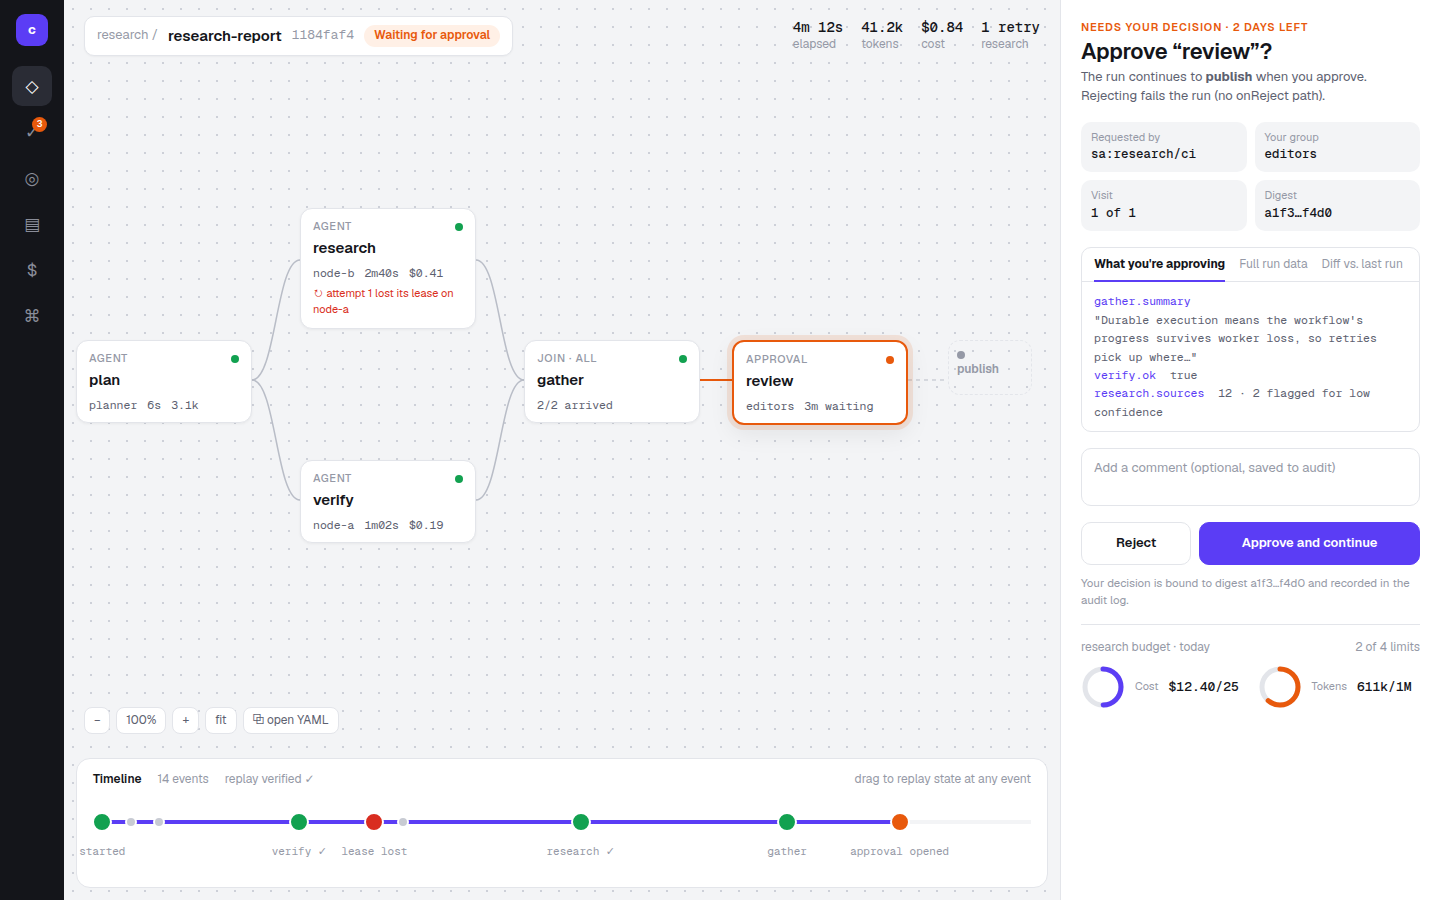 c
3
$
⌘
research / research-report 1184faf4 Waiting for approval
4m 12s 41.2k $0.84 1 retry
elapsed tokens cost research
AGENT
research
node-b 2m40s $0.41
↻ attempt 1 lost its lease on
node-a
AGENT
plan
planner 6s 3.1k
JOIN · ALL
gather
2/2 arrived
APPROVAL
review
editors 3m waiting
publish
AGENT
verify
node-a 1m02s $0.19
− 100% + fit open YAML
Timeline 14 events replay verified ✓ drag to replay state at any event
started verify ✓ lease lost research ✓ gather approval opened
NEEDS YOUR DECISION · 2 DAYS LEFT
Approve “review”?
The run continues to publish when you approve.
Rejecting fails the run (no onReject path).
Requested by Your group
sa:research/ci editors
Visit Digest
1 of 1 a1f3…f4d0
What you're approving Full run data Diff vs. last run
gather.summary
"Durable execution means the workflow's
progress survives worker loss, so retries
pick up where…"
verify.ok true
research.sources 12 · 2 flagged for low
confidence
Add a comment (optional, saved to audit)
Reject Approve and continue
Your decision is bound to digest a1f3…f4d0 and recorded in the
audit log.
research budget · today 2 of 4 limits
Cost $12.40/25 Tokens 611k/1M